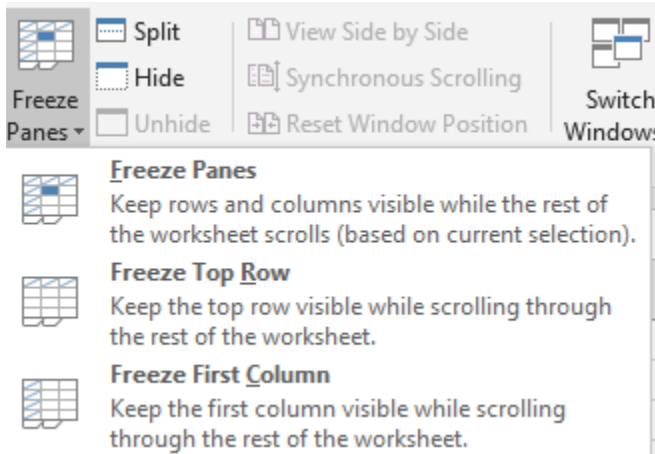 Freeze
Panes
Split
Hide
Unhide
View Side by Side
Synchronous Scrolling
Reset Window Position
Switch
Windows
Freeze Panes
Keep rows and columns visible while the rest of
the worksheet scrolls (based on current selection).
Freeze Top Row
Keep the top row visible while scrolling through
the rest of the worksheet.
Freeze First Column
Keep the first column visible while scrolling
through the rest of the worksheet.